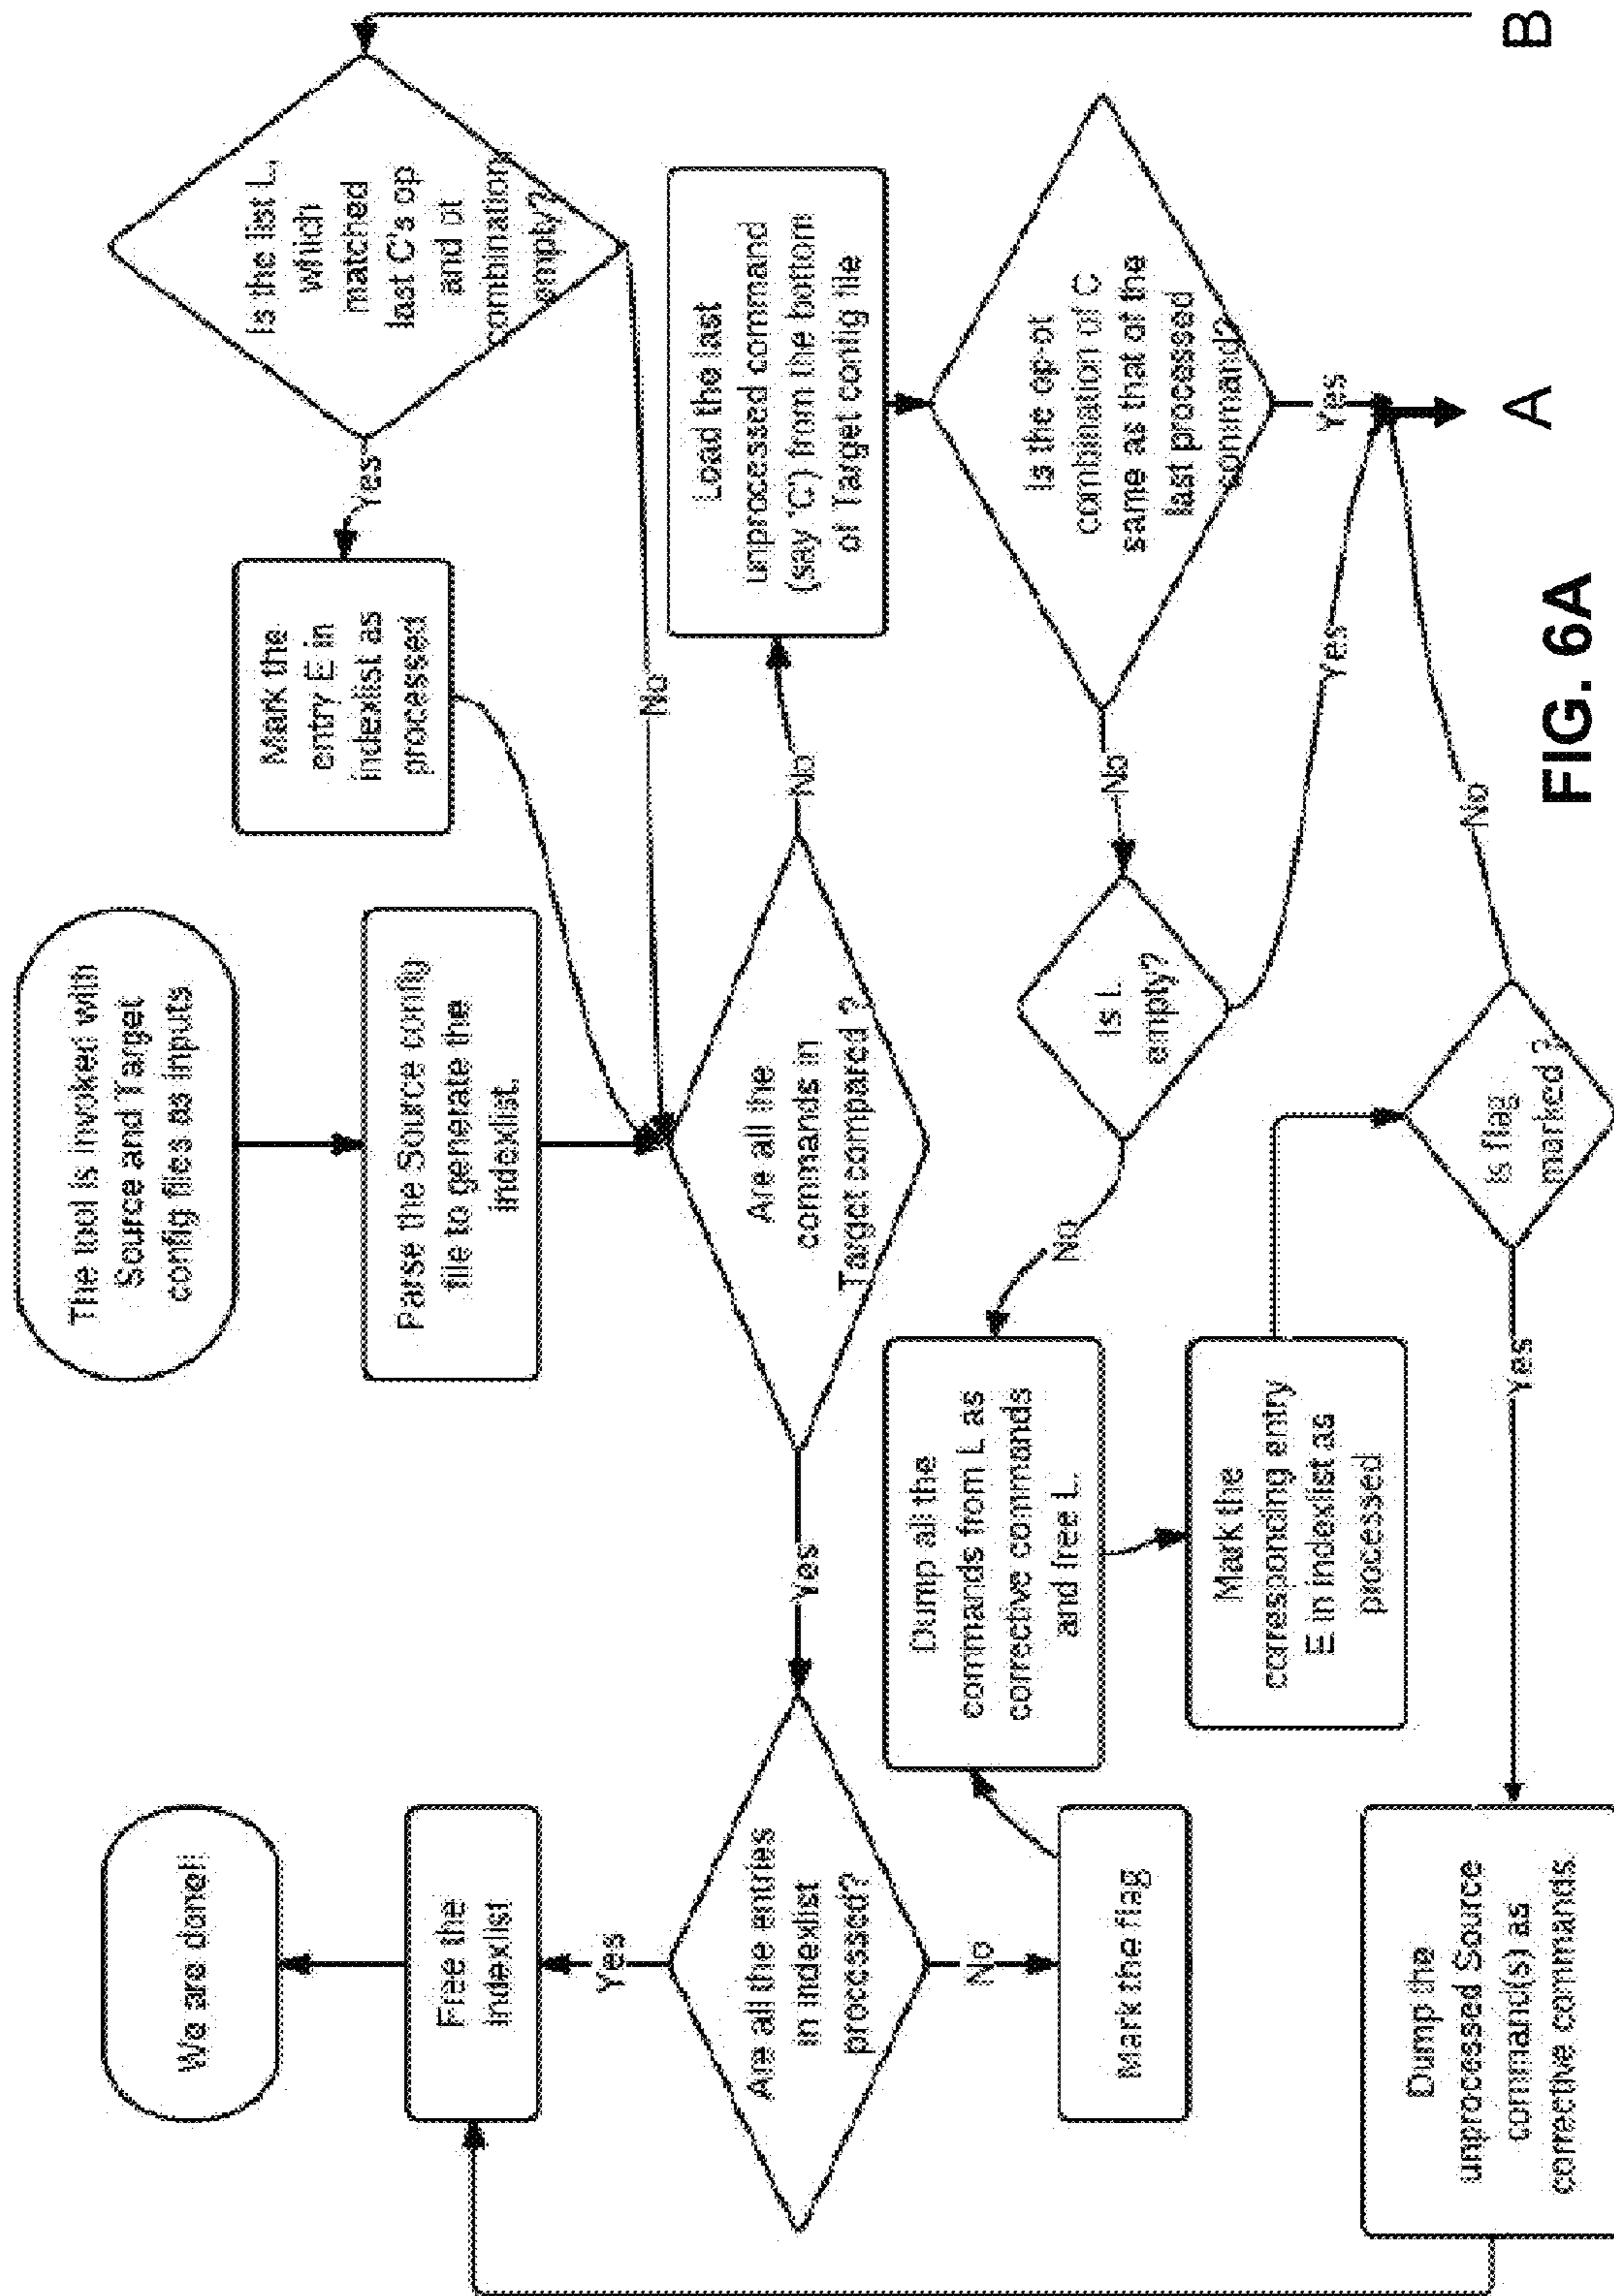 The tool is invoked with
Source and Target
config files as inputs
Parse the Source config
file to generate the
indexlist.
Are all the
commands in
Target compared ?
Yes
No
Is the list L,
which
matched
last C's op
and ot
combination
empty?
Yes
No
Mark the
entry E in
indexlist as
processed
Load the last
unprocessed command
(say 'C') from the bottom
of Target config file
Is the op-ot
combination of C
same as that of the
last processed
command?
Yes
No
Is L
empty?
Yes
No
Dump all the
commands from L as
corrective commands
and free L.
Mark the
corresponding entry
E in indexlist as
processed
Is flag
marked ?
No
Yes
Dump the
unprocessed Source
command(s) as
corrective commands.
Are all the entries
in indexlist
processed?
Yes
No
Mark the flag
Free the
indexlist
We are done!!
A
B
FIG. 6A